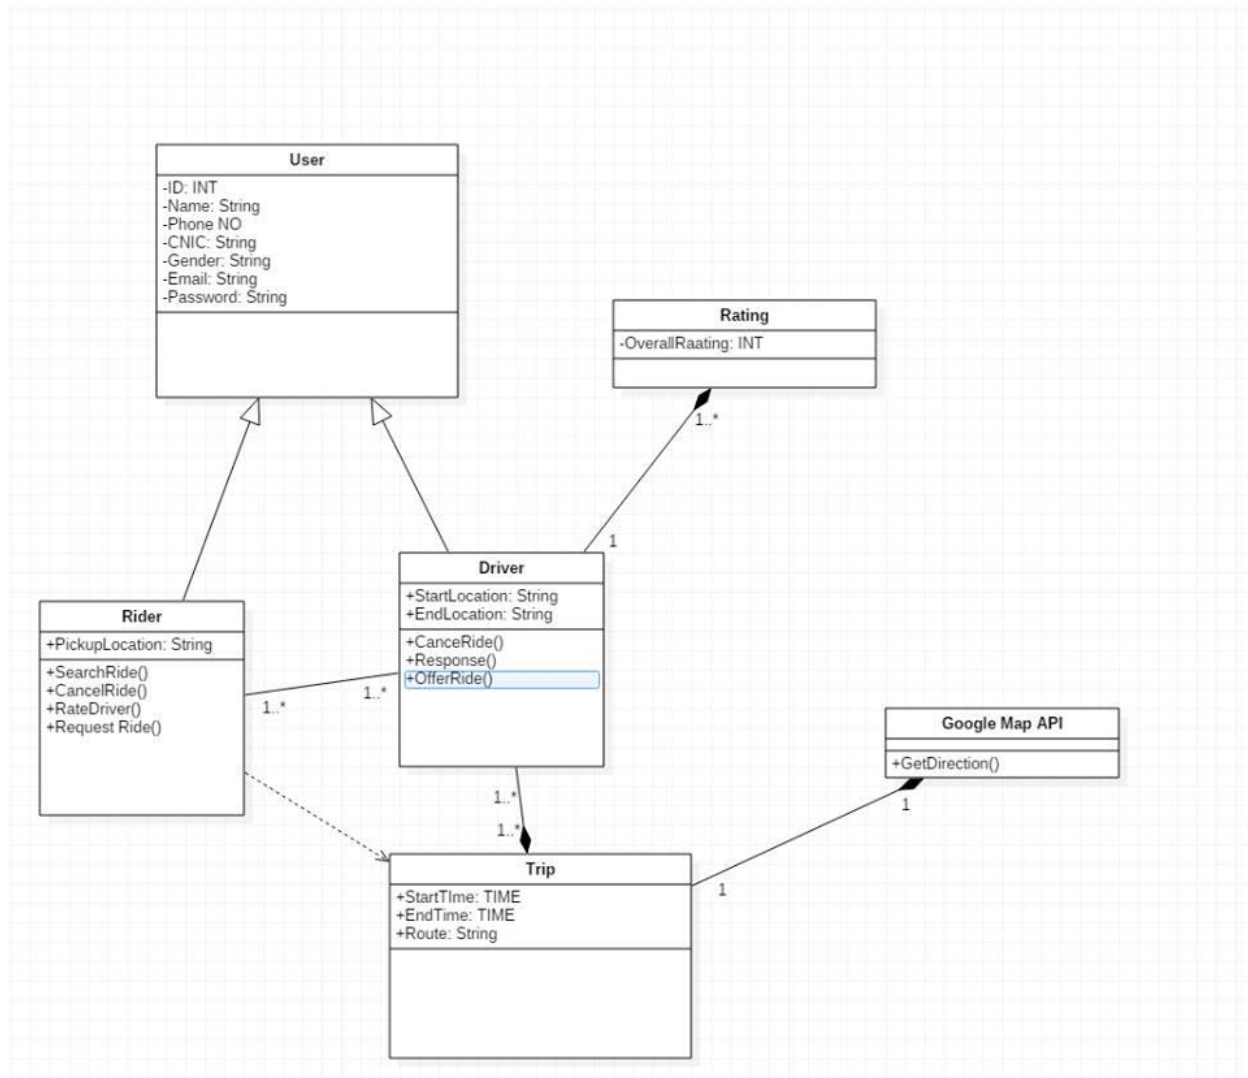 User
-ID: INT
-Name: String
-Phone NO
-CNIC: String
-Gender: String
-Email: String
-Password: String
Rating
-OverallRaating: INT
1..*
1
Driver
+StartLocation: String
+EndLocation: String
+CanceRide()
+Response()
+OfferRide()
Rider
+PickupLocation: String
+SearchRide()
+CancelRide()
+RateDriver()
+Request Ride()
1..*
1..*
Google Map API
+GetDirection()
1
1..*
1..*
Trip
+StartTIme: TIME
+EndTime: TIME
+Route: String
1